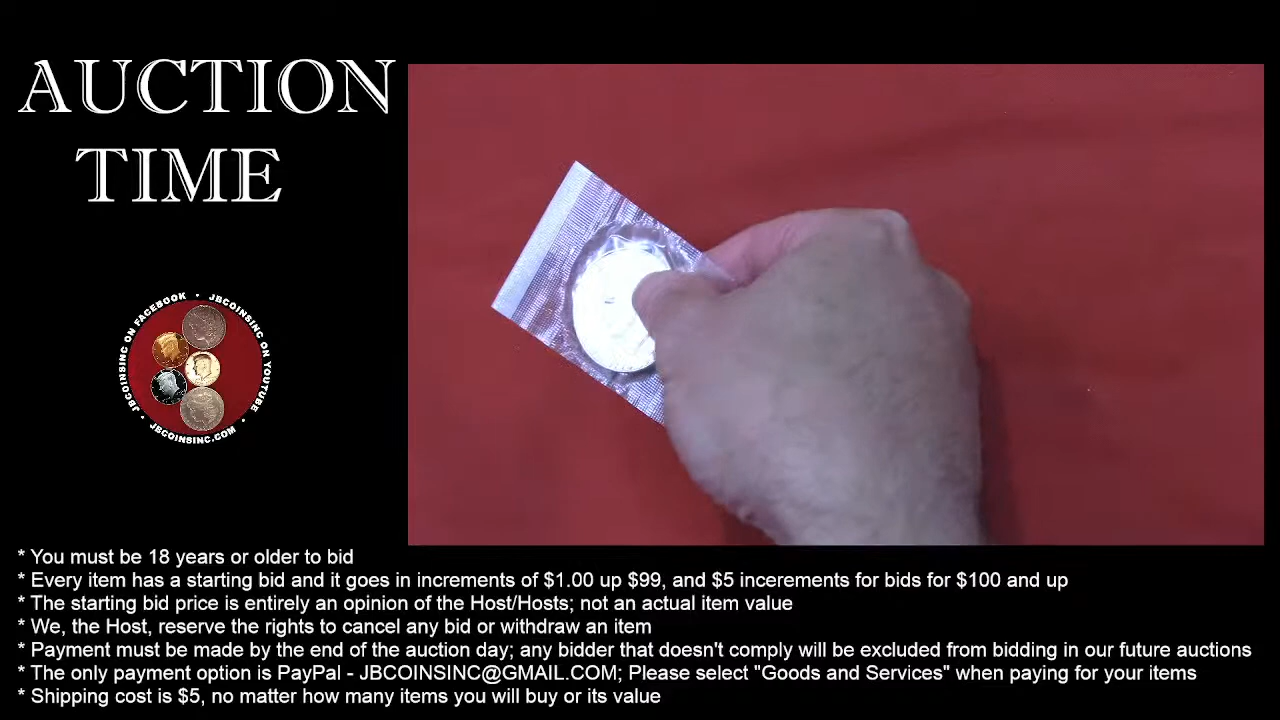 AUCTION
TIME
JBCOINSINC ON FACEBOOK • JBCOINSINC ON YOUTUBE • JBCOINSINC.COM •
* You must be 18 years or older to bid
* Every item has a starting bid and it goes in increments of $1.00 up $99, and $5 incerements for bids for $100 and up
* The starting bid price is entirely an opinion of the Host/Hosts; not an actual item value
* We, the Host, reserve the rights to cancel any bid or withdraw an item
* Payment must be made by the end of the auction day; any bidder that doesn't comply will be excluded from bidding in our future auctions
* The only payment option is PayPal - JBCOINSINC@GMAIL.COM; Please select "Goods and Services" when paying for your items
* Shipping cost is $5, no matter how many items you will buy or its value